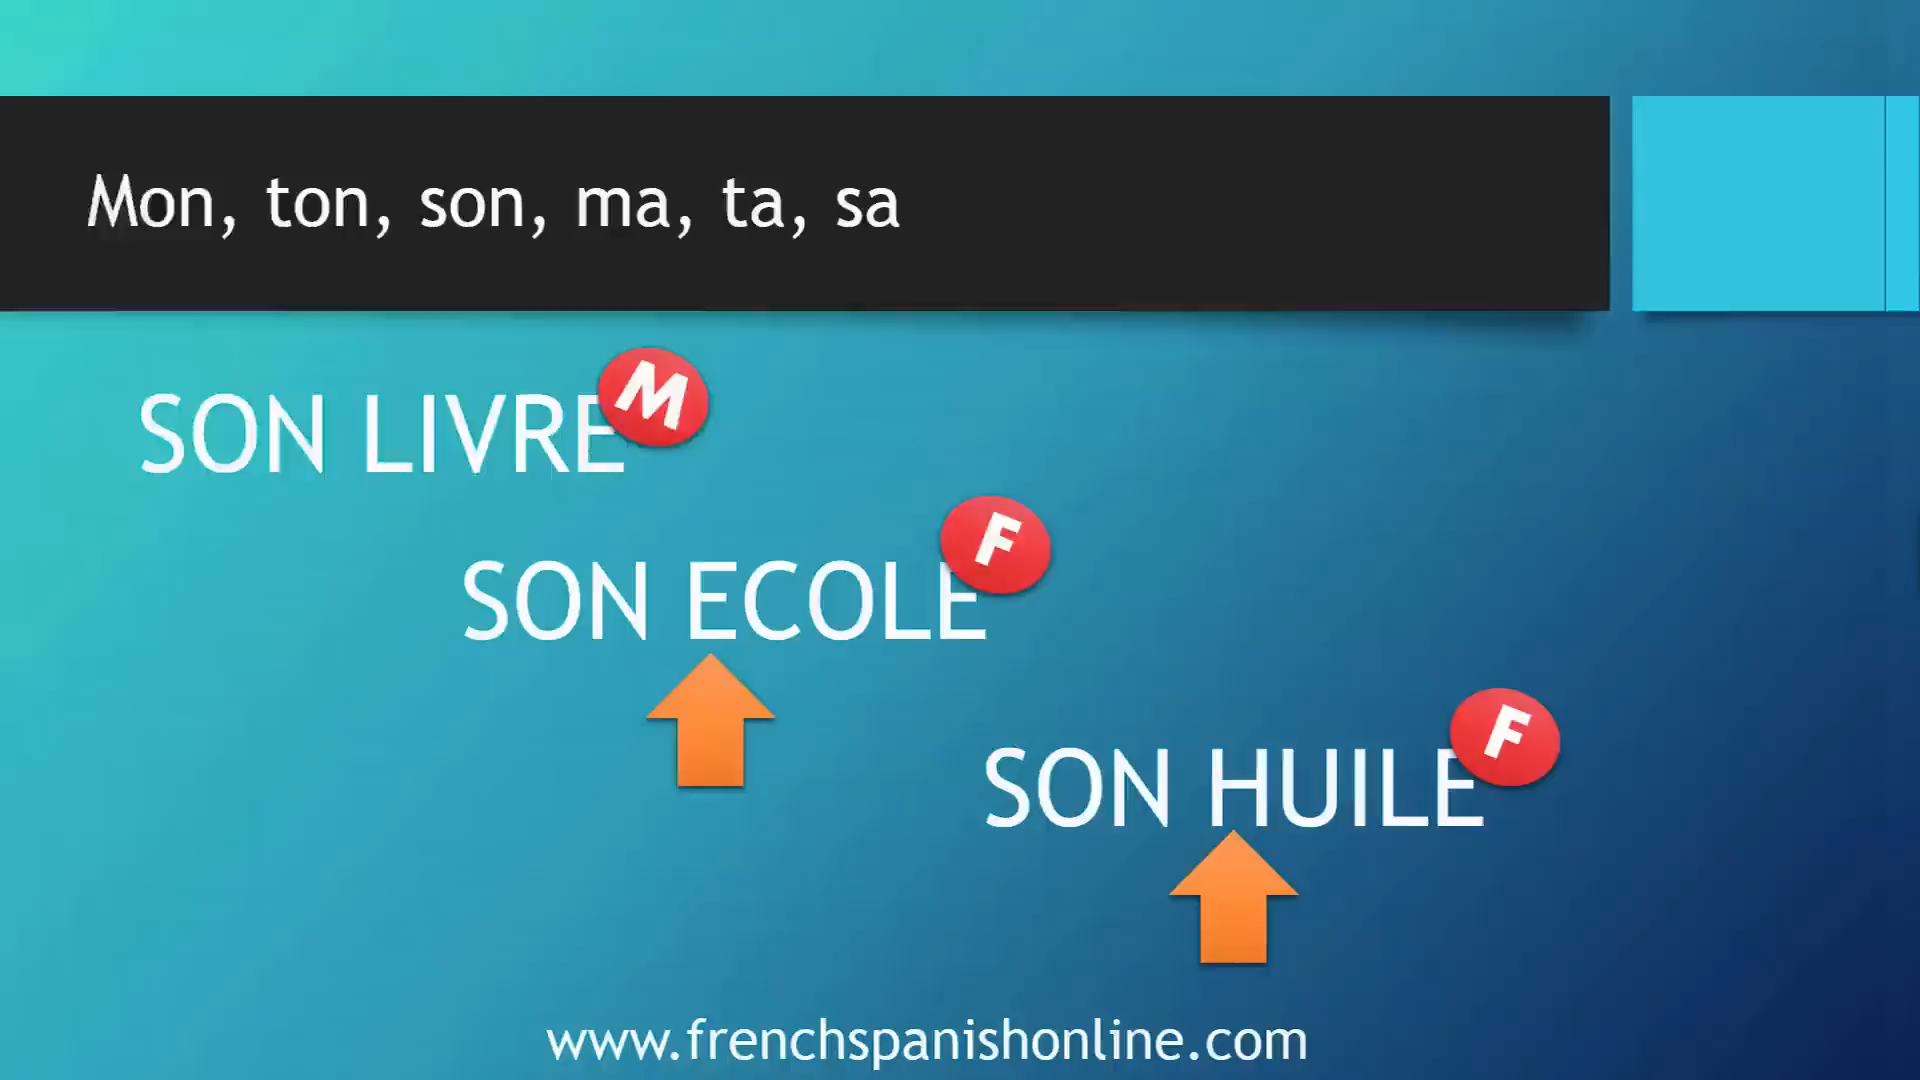 Mon, ton, son, ma, ta, sa
SON LIVRE M
SON ECOLE F
SON HUILE F
www.frenchspanishonline.com